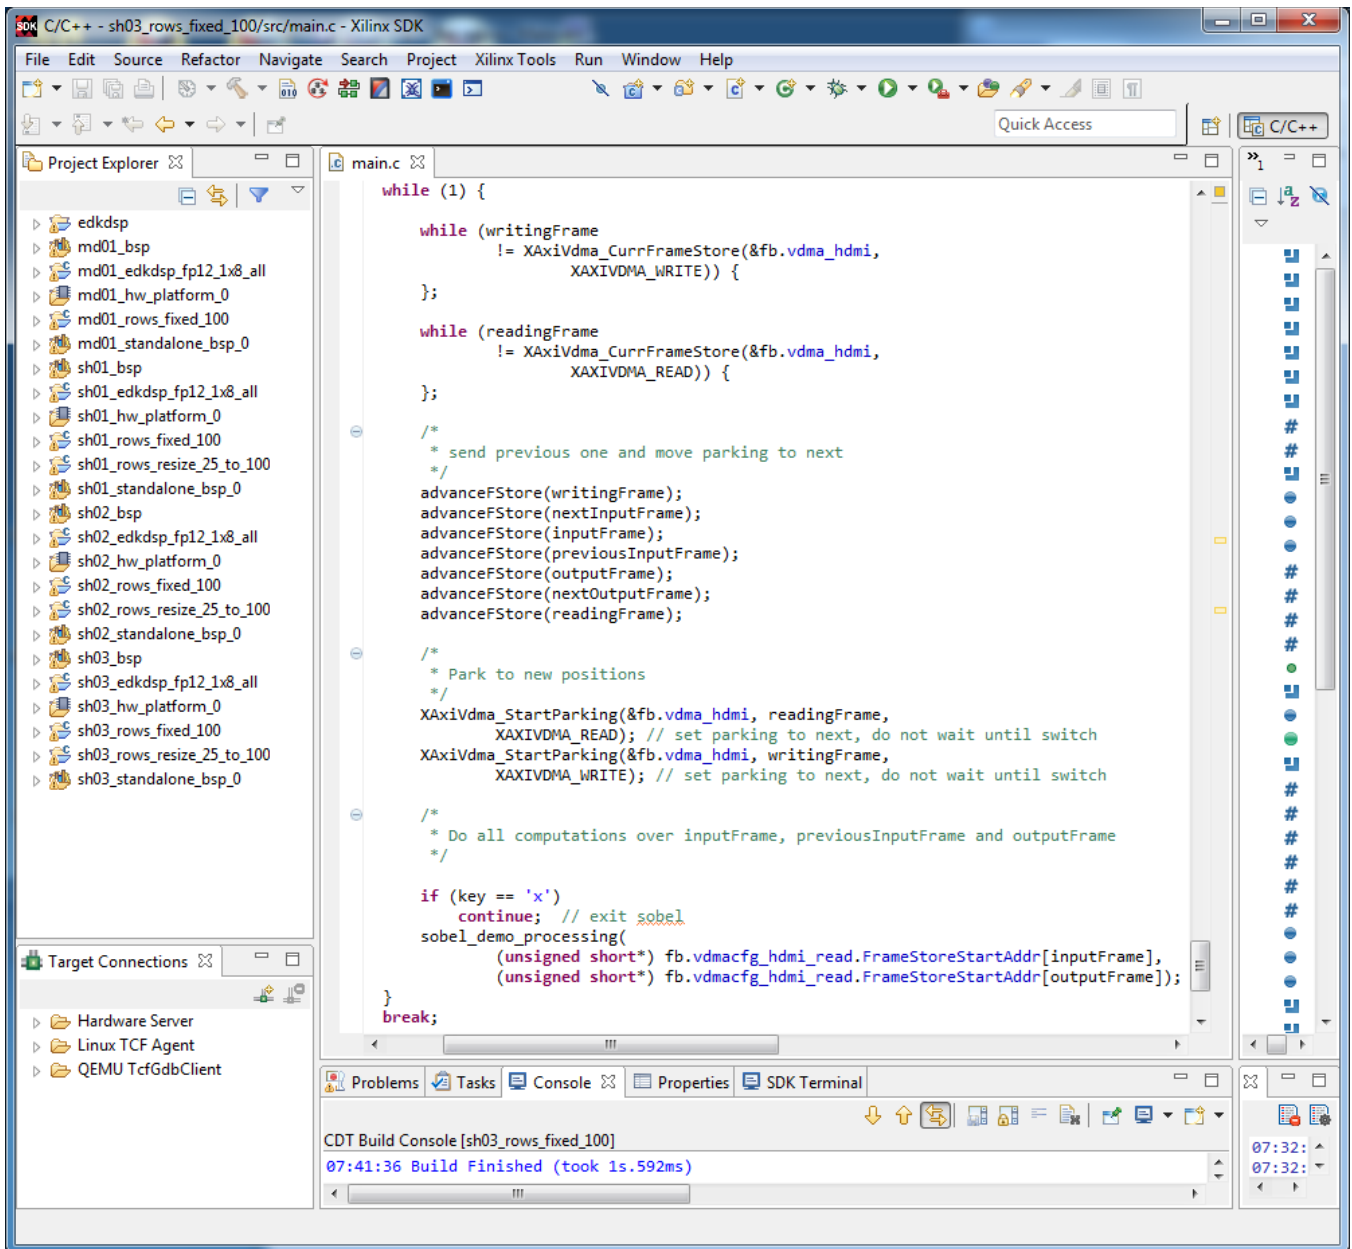 C/C++ - sh03_rows_fixed_100/src/main.c - Xilinx SDK
File Edit Source Refactor Navigate Search Project Xilinx Tools Run Window Help
Quick Access
C/C++
Project Explorer
edkdsp
md01_bsp
md01_edkdsp_fp12_1x8_all
md01_hw_platform_0
md01_rows_fixed_100
md01_standalone_bsp_0
sh01_bsp
sh01_edkdsp_fp12_1x8_all
sh01_hw_platform_0
sh01_rows_fixed_100
sh01_rows_resize_25_to_100
sh01_standalone_bsp_0
sh02_bsp
sh02_edkdsp_fp12_1x8_all
sh02_hw_platform_0
sh02_rows_fixed_100
sh02_rows_resize_25_to_100
sh02_standalone_bsp_0
sh03_bsp
sh03_edkdsp_fp12_1x8_all
sh03_hw_platform_0
sh03_rows_fixed_100
sh03_rows_resize_25_to_100
sh03_standalone_bsp_0
Target Connections
Hardware Server
Linux TCF Agent
QEMU TcfGdbClient
main.c
while (1) {
while (writingFrame
!= XAxiVdma_CurrFrameStore(&fb.vdma_hdmi,
XAXIVDMA_WRITE)) {
};
while (readingFrame
!= XAxiVdma_CurrFrameStore(&fb.vdma_hdmi,
XAXIVDMA_READ)) {
};
/*
* send previous one and move parking to next
*/
advanceFStore(writingFrame);
advanceFStore(nextInputFrame);
advanceFStore(inputFrame);
advanceFStore(previousInputFrame);
advanceFStore(outputFrame);
advanceFStore(nextOutputFrame);
advanceFStore(readingFrame);
/*
* Park to new positions
*/
XAxiVdma_StartParking(&fb.vdma_hdmi, readingFrame,
XAXIVDMA_READ); // set parking to next, do not wait until switch
XAxiVdma_StartParking(&fb.vdma_hdmi, writingFrame,
XAXIVDMA_WRITE); // set parking to next, do not wait until switch
/*
* Do all computations over inputFrame, previousInputFrame and outputFrame
*/
if (key == 'x')
continue; // exit sobel
sobel_demo_processing(
(unsigned short*) fb.vdmacfg_hdmi_read.FrameStoreStartAddr[inputFrame],
(unsigned short*) fb.vdmacfg_hdmi_read.FrameStoreStartAddr[outputFrame]);
}
break;
Problems Tasks Console Properties SDK Terminal
CDT Build Console [sh03_rows_fixed_100]
07:41:36 Build Finished (took 1s.592ms)
07:32:
07:32: